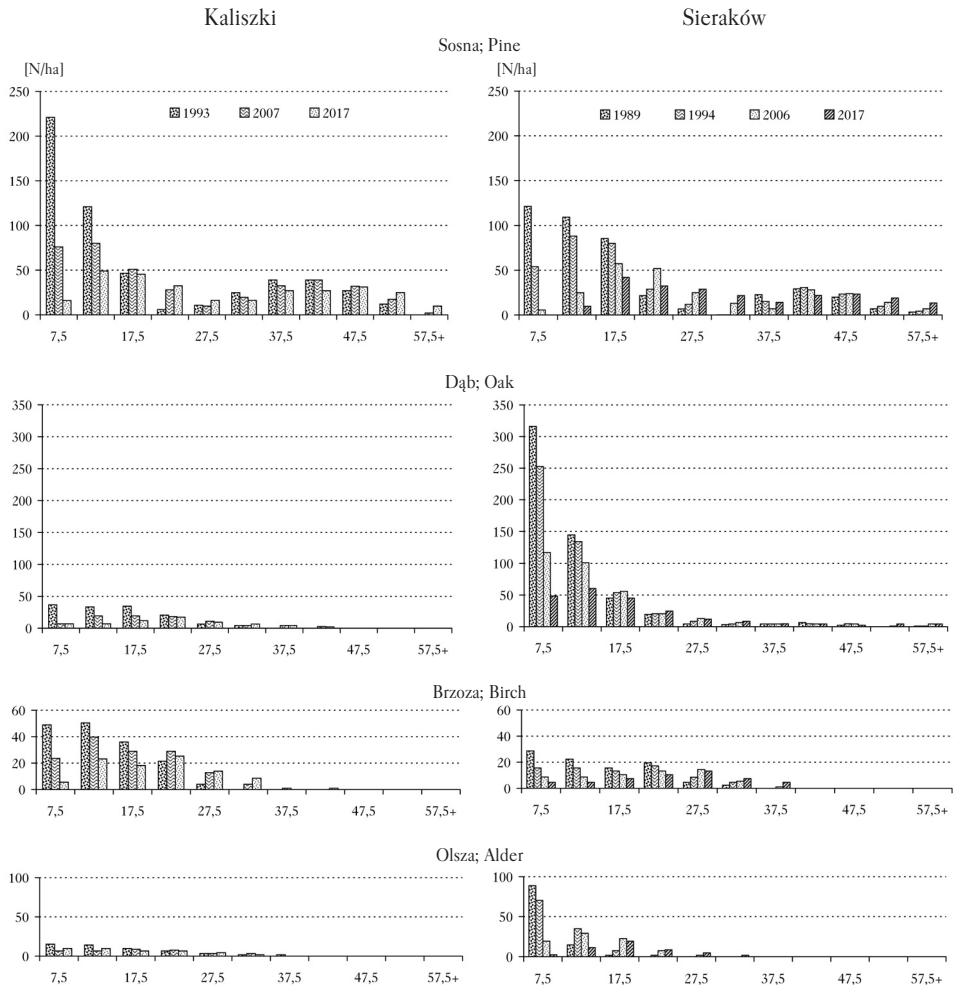 Kaliszki Sieraków
Sosna; Pine
[N/ha] [N/ha]
250 250
1993 2007 2017 1989 1994 2006 2017
200 200
150 150
100 100
50 50
0 0
7,5 17,5 27,5 37,5 47,5 57,5+ 7,5 17,5 27,5 37,5 47,5 57,5+
Dąb; Oak
350 350
300 300
250 250
200 200
150 150
100 100
50 50
0 0
7,5 17,5 27,5 37,5 47,5 57,5+ 7,5 17,5 27,5 37,5 47,5 57,5+
Brzoza; Birch
60 60
40 40
20 20
0 0
7,5 17,5 27,5 37,5 47,5 57,5+ 7,5 17,5 27,5 37,5 47,5 57,5+
Olsza; Alder
100 100
50 50
0 0
7,5 17,5 27,5 37,5 47,5 57,5+ 7,5 17,5 27,5 37,5 47,5 57,5+